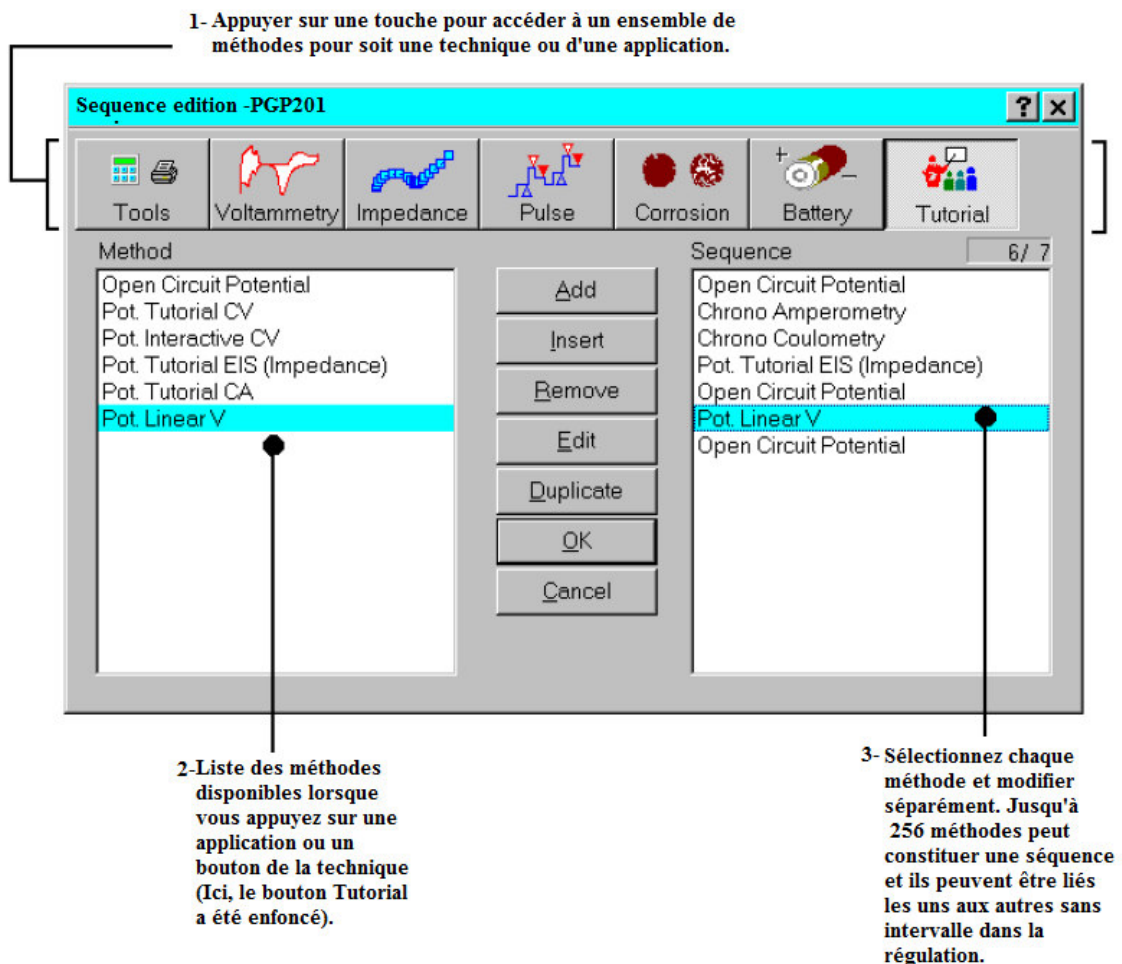 1- Appuyer sur une touche pour accéder à un ensemble de
méthodes pour soit une technique ou d'une application.
Sequence edition -PGP201
Tools
Voltammetry
Impedance
Pulse
Corrosion
Battery
Tutorial
Method
Open Circuit Potential
Pot. Tutorial CV
Pot. Interactive CV
Pot. Tutorial EIS (Impedance)
Pot. Tutorial CA
Pot. Linear V
Add
Insert
Remove
Edit
Duplicate
OK
Cancel
Sequence
6/ 7
Open Circuit Potential
Chrono Amperometry
Chrono Coulometry
Pot. Tutorial EIS (Impedance)
Open Circuit Potential
Pot. Linear V
Open Circuit Potential
2-Liste des méthodes
disponibles lorsque
vous appuyez sur une
application ou un
bouton de la technique
(Ici, le bouton Tutorial
a été enfoncé).
3- Sélectionnez chaque
méthode et modifier
séparément. Jusqu'à
256 méthodes peut
constituer une séquence
et ils peuvent être liés
les uns aux autres sans
intervalle dans la
régulation.